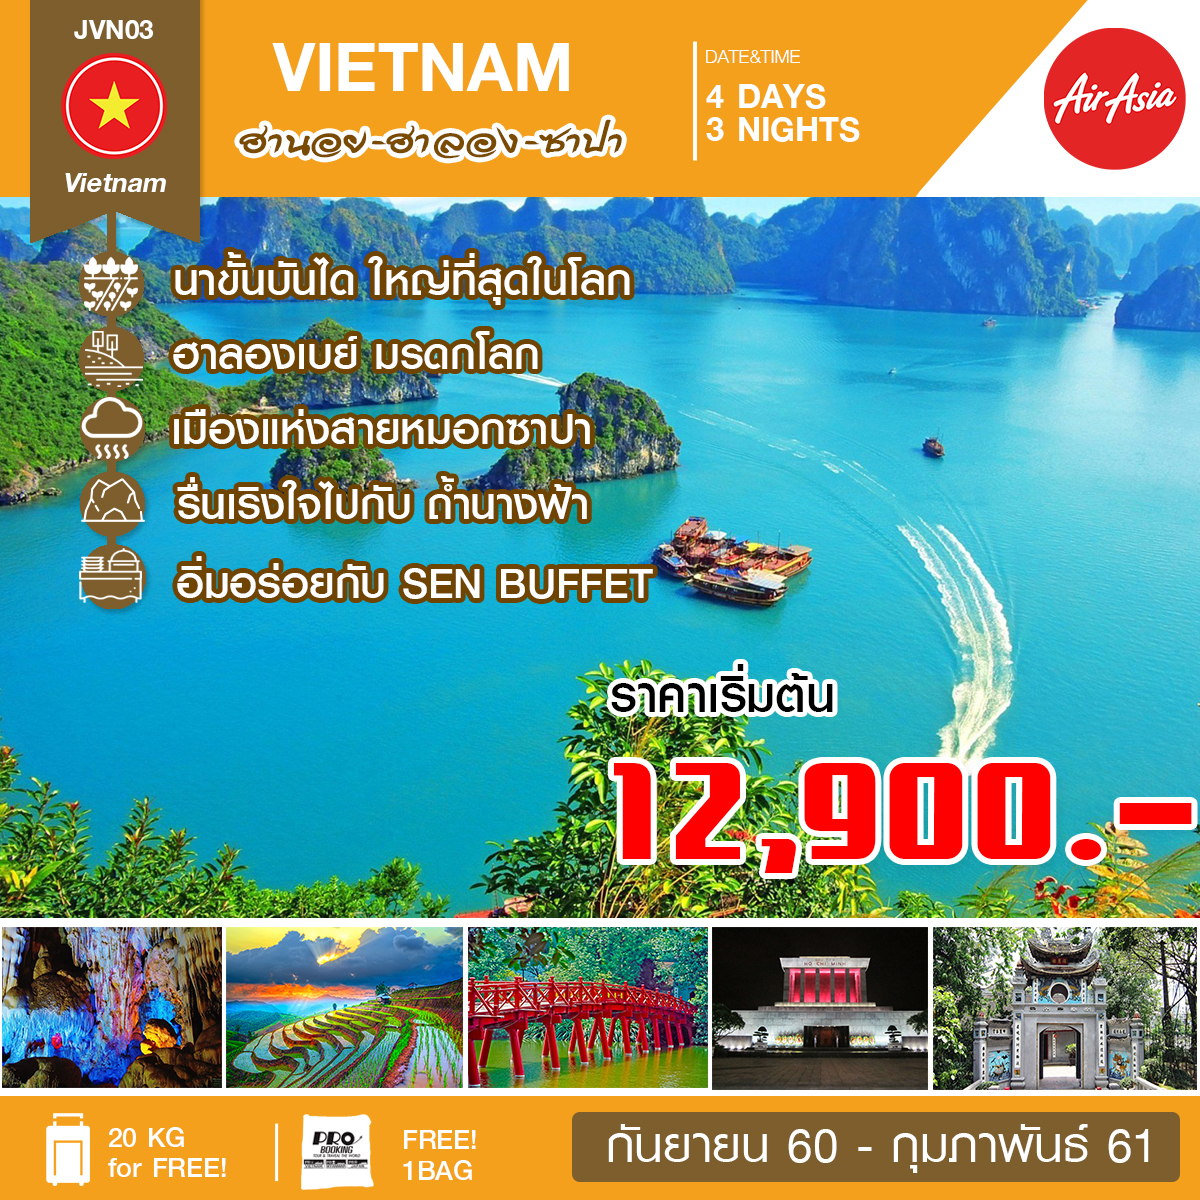 JVN03
Vietnam
VIETNAM
ฮานอย-ฮาลอง-ซาปา
DATE&TIME
4 DAYS
3 NIGHTS
AirAsia
นาขั้นบันได ใหญ่ที่สุดในโลก
ฮาลองเบย์ มรดกโลก
เมืองแห่งสายหมอกซาปา
รื่นเริงใจไปกับ ถ้ำนางฟ้า
อิ่มอร่อยกับ SEN BUFFET
ราคาเริ่มต้น
12,900.-
HO CHI MINH
20 KG
for FREE!
PRO
BOOKING
TOUR & TRAVEL THE WORLD
VIETNAM MYANMAR JAPAN
FREE!
1BAG
กันยายน 60 - กุมภาพันธ์ 61